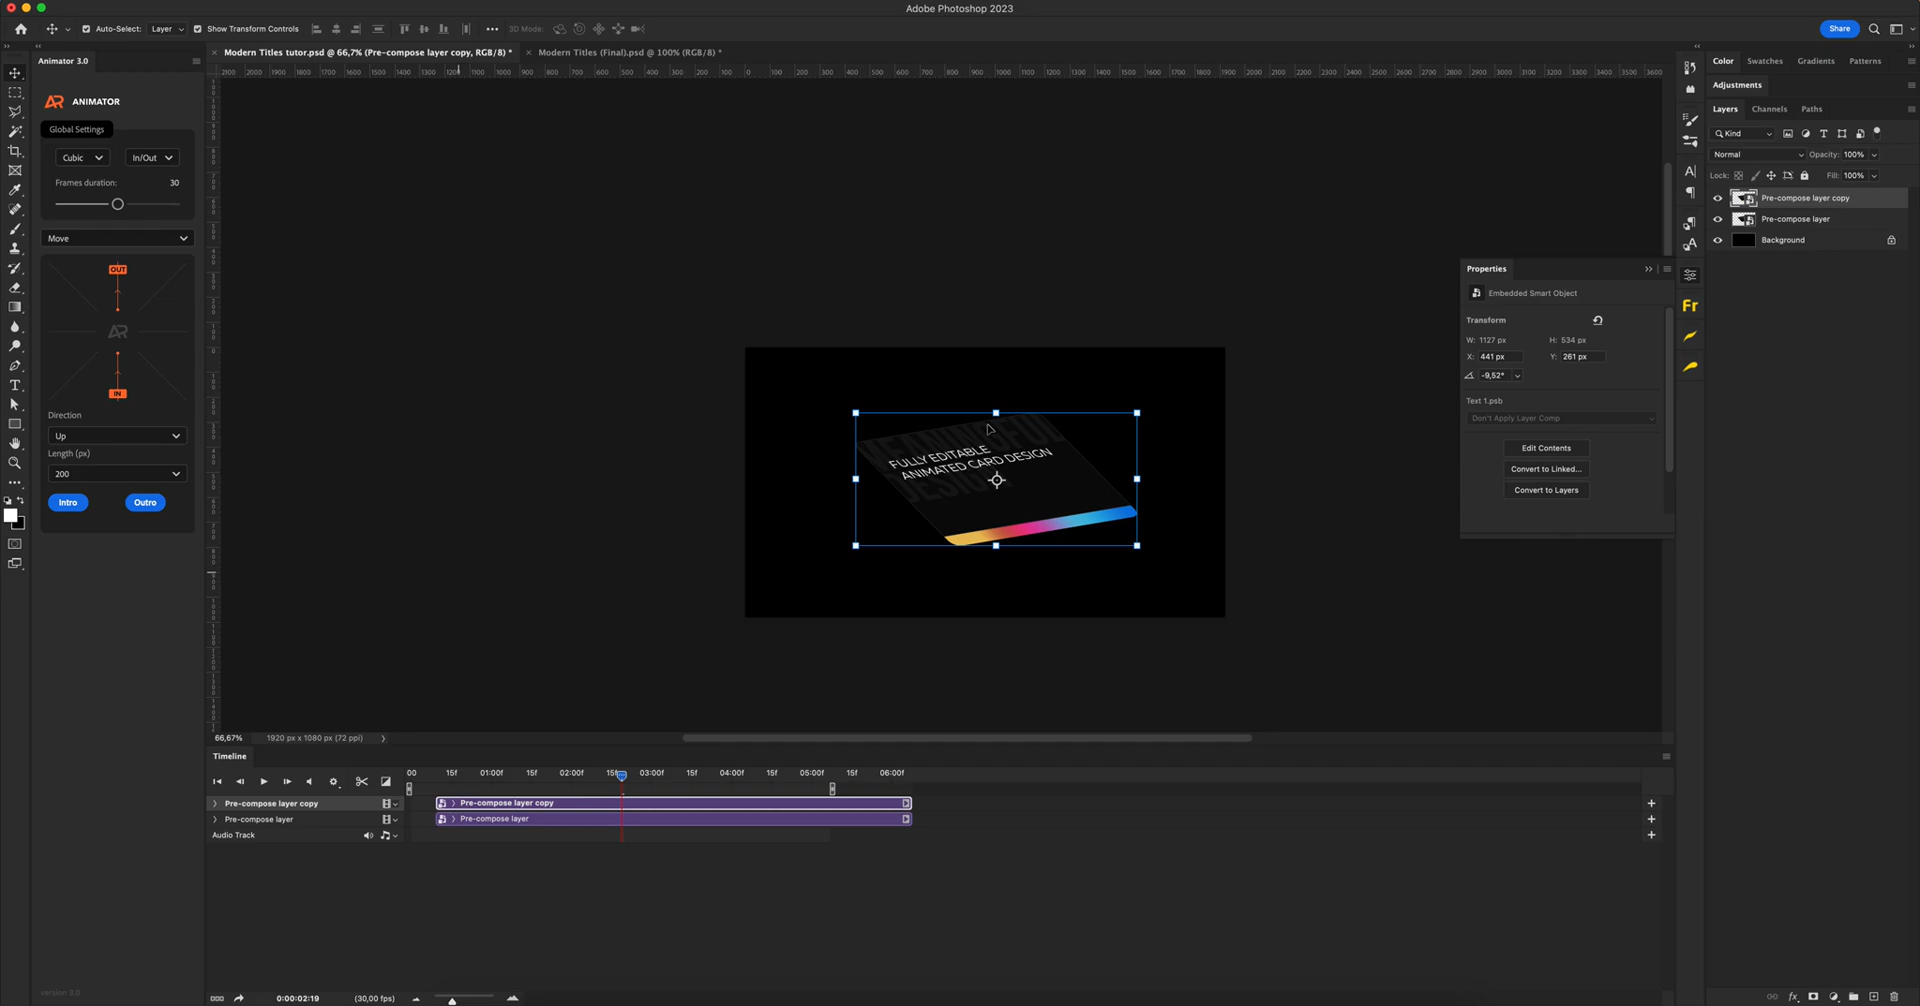 Adobe Photoshop 2023
Auto-Select: Layer Show Transform Controls 3D Mode: Share
Animator 3.0
Modern Titles tutor.psd @ 66,7% (Pre-compose layer copy, RGB/8) *
Modern Titles (Final).psd @ 100% (RGB/8) *
ANIMATOR
Global Settings
Cubic In/Out
Frames duration: 30
Move
OUT
IN
Direction
Up
Length (px)
200
Intro Outro
version 3.0
FULLY EDITABLE
ANIMATED CARD DESIGN
Properties
Embedded Smart Object
Transform
W: 1127 px H: 534 px
X: 441 px Y: 261 px
-9,52°
Text 1.psb
Don't Apply Layer Comp
Edit Contents
Convert to Linked...
Convert to Layers
Fr
Color Swatches Gradients Patterns
Adjustments
Layers Channels Paths
Kind
Normal Opacity: 100%
Lock: Fill: 100%
Pre-compose layer copy
Pre-compose layer
Background
66,67% 1920 px x 1080 px (72 ppi)
Timeline
00 15f 01:00f 15f 02:00f 15f 03:00f 15f 04:00f 15f 05:00f 15f 06:00f
Pre-compose layer copy Pre-compose layer copy
Pre-compose layer Pre-compose layer
Audio Track
0:00:02:19 (30,00 fps)